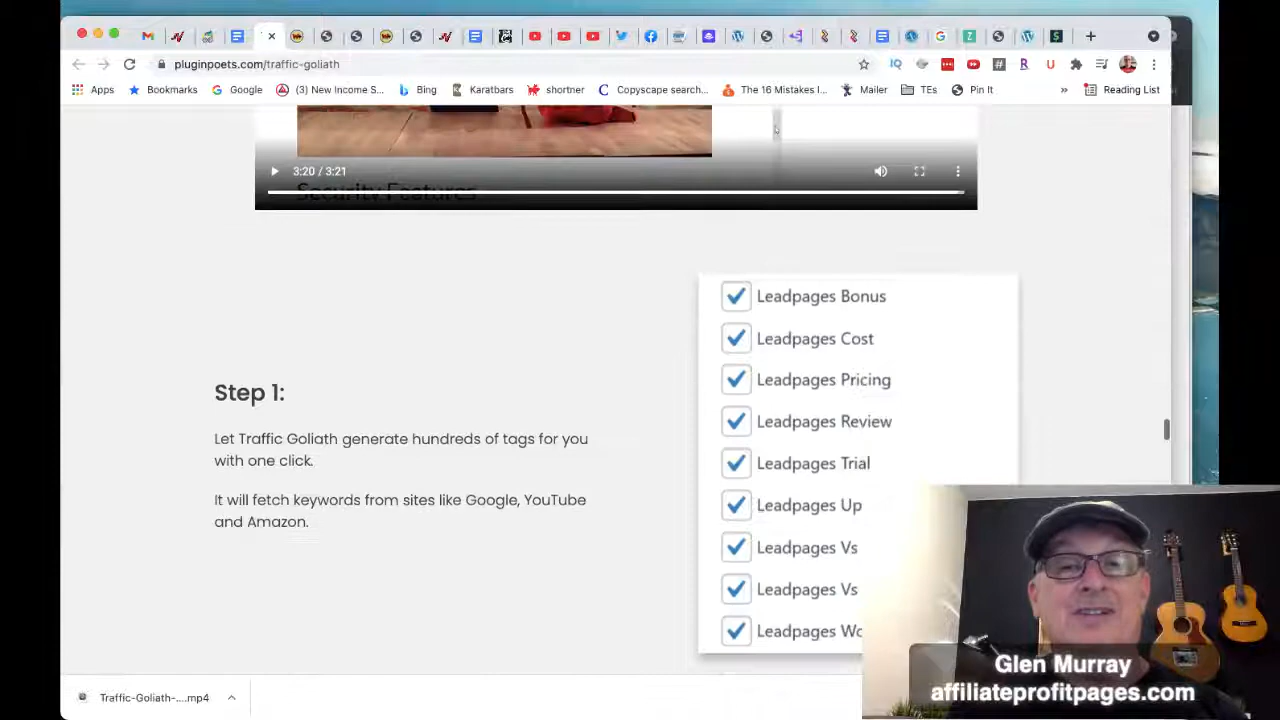 pluginpoets.com/traffic-goliath
Apps Bookmarks Google (3) New Income S... Bing Karatbars shortner Copyscape search... The 16 Mistakes I... Mailer TEs Pin It » Reading List
3:20 / 3:21
Security Features
Leadpages Bonus
Leadpages Cost
Leadpages Pricing
Leadpages Review
Leadpages Trial
Leadpages Up
Leadpages Vs
Leadpages Vs
Leadpages Wo
Step 1:
Let Traffic Goliath generate hundreds of tags for you
with one click.
It will fetch keywords from sites like Google, YouTube
and Amazon.
Traffic-Goliath-....mp4
Glen Murray
affiliateprofitpages.com